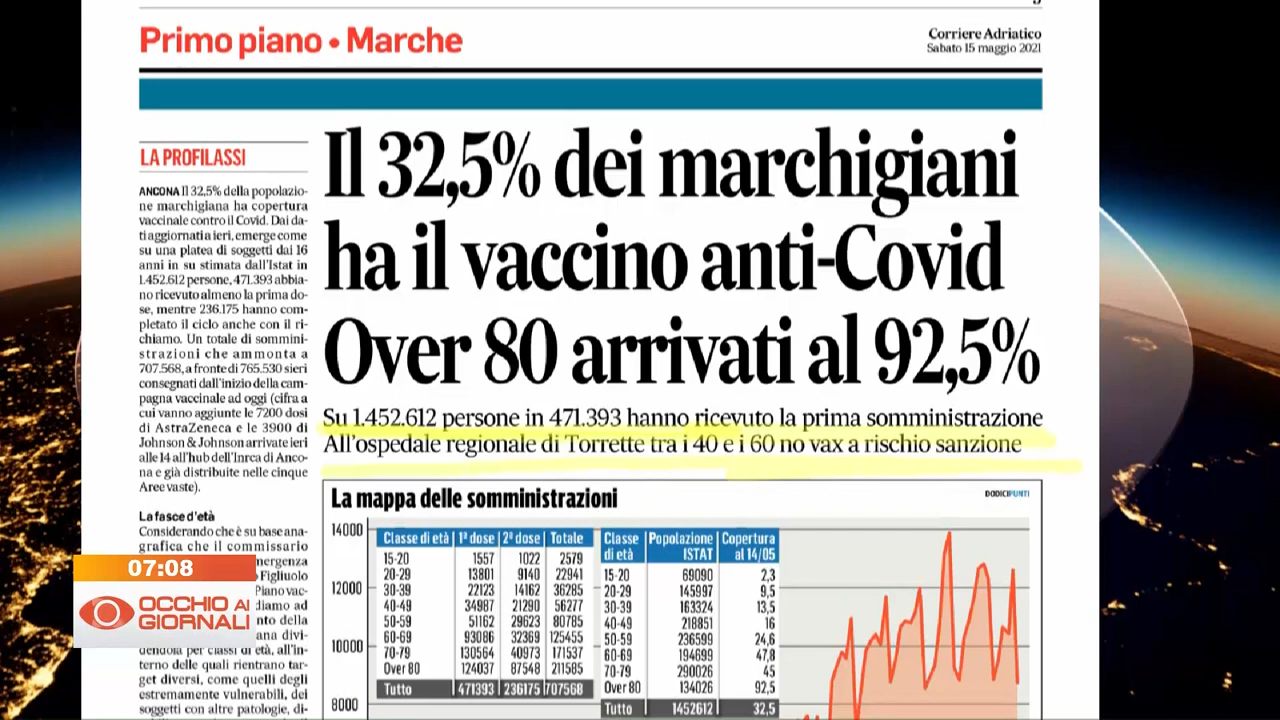 Primo piano • Marche
Corriere Adriatico
Sabato 15 maggio 2021
LA PROFILASSI
ANCONA Il 32,5% della popolazio-
ne marchigiana ha copertura
vaccinale contro il Covid. Dai da-
ti aggiornati a ieri, emerge come
su una platea di soggetti dai 16
anni in su stimata dall'Istat in
1.452.612 persone, 471.393 abbia-
no ricevuto almeno la prima do-
se, mentre 236.175 hanno com-
pletato il ciclo anche con il ri-
chiamo. Un totale di sommini-
strazioni che ammonta a
707.568, a fronte di 765.530 sieri
consegnati dall'inizio della cam-
pagna vaccinale ad oggi (cifra a
cui vanno aggiunte le 7200 dosi
di AstraZeneca e le 3900 di
Johnson & Johnson arrivate ieri
alle 14 all'hub dell'Inrca di Anco-
na e già distribuite nelle cinque
Aree vaste).
La fasce d'età
Considerando che è su base ana-
grafica che il commissario
nergenza
Figliuolo
Piano vac-
diamo ad
nto della
ana divi-
dendola per classi di età, all'in-
terno delle quali rientrano tar-
get diversi, come quelli degli
estremamente vulnerabili, dei
soggetti con altre patologie, di-
Il 32,5% dei marchigiani
ha il vaccino anti-Covid
Over 80 arrivati al 92,5%
Su 1.452.612 persone in 471.393 hanno ricevuto la prima somministrazione
All'ospedale regionale di Torrette tra i 40 e i 60 no vax a rischio sanzione
La mappa delle somministrazioni
DODICIPUNTI
14000
12000
10000
8000
Classe di età 1ª dose 2ª dose Totale
15-20 1557 1022 2579
20-29 13801 9140 22941
30-39 22123 14162 36285
40-49 34987 21290 56277
50-59 51162 29623 80785
60-69 93086 32369 125455
70-79 130564 40973 171537
Over 80 124037 87548 211585
Tutto 471393 236175 707568
Classe Popolazione Copertura
di età ISTAT al 14/05
15-20 69090 2,3
20-29 145997 9,5
30-39 163324 13,5
40-49 218851 16
50-59 236599 24,6
60-69 194699 47,8
70-79 290026 45
Over 80 134026 92,5
Tutto 1452612 32,5
07:08
OCCHIO AI
GIORNALI